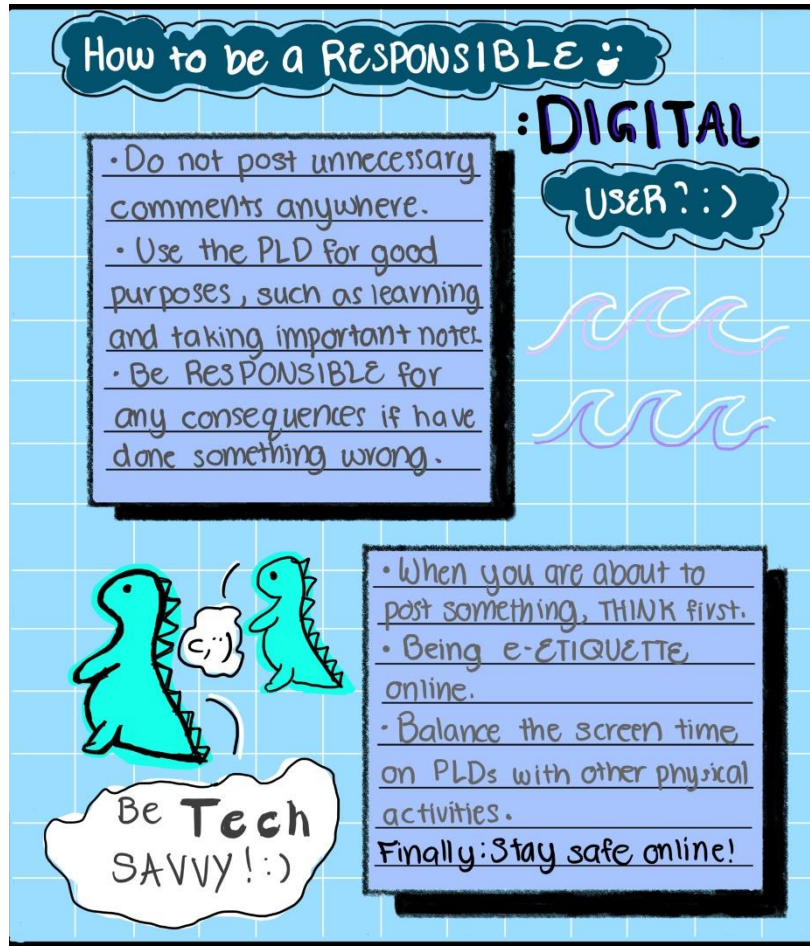 How to be a RESPONSIBLE
:DIGITAL
USER? :)
• Do not post unnecessary
comments anywhere.
• Use the PLD for good
purposes, such as learning
and taking important notes.
• Be RESPONSIBLE for
any consequences if have
done something wrong.
• When you are about to
post something, THINK first.
• Being e-ETIQUETTE
online.
• Balance the screen time
on PLDs with other physical
activities.
Finally: Stay safe online!
Be Tech
SAVVY! :)